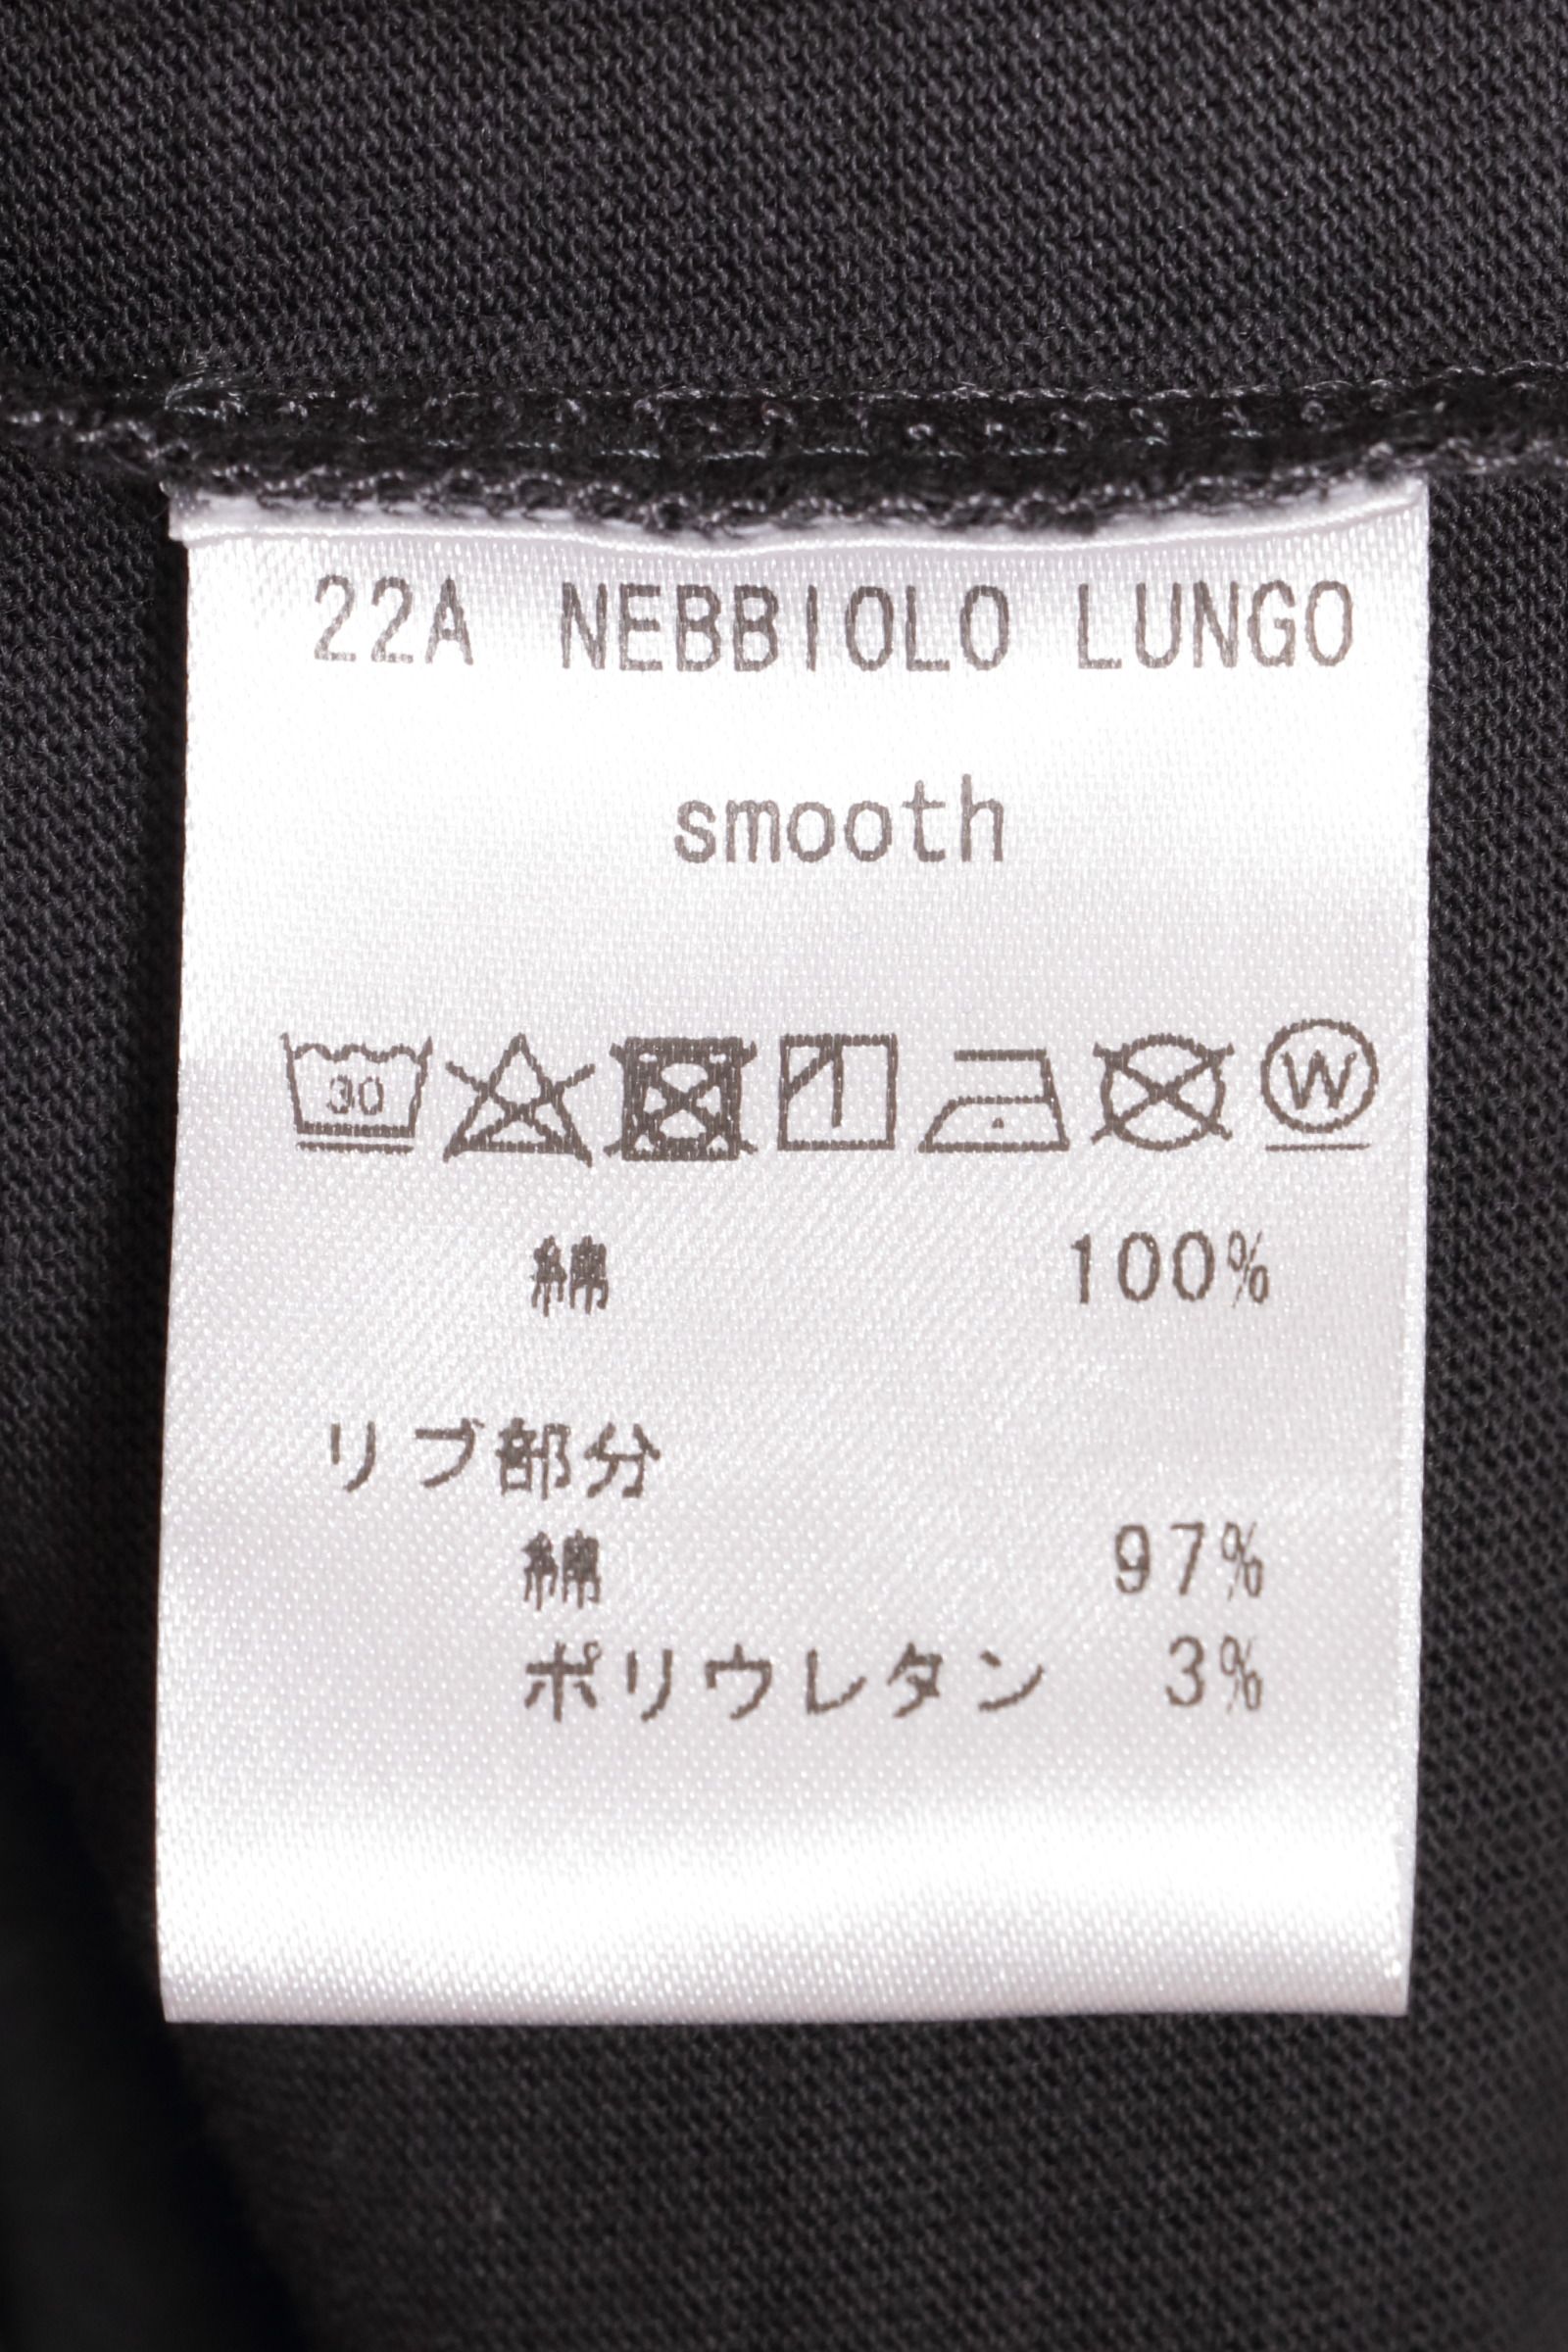 22A NEBBIOLO LUNGO
smooth
30 W
綿 100%
リブ部分
綿 97%
ポリウレタン 3%